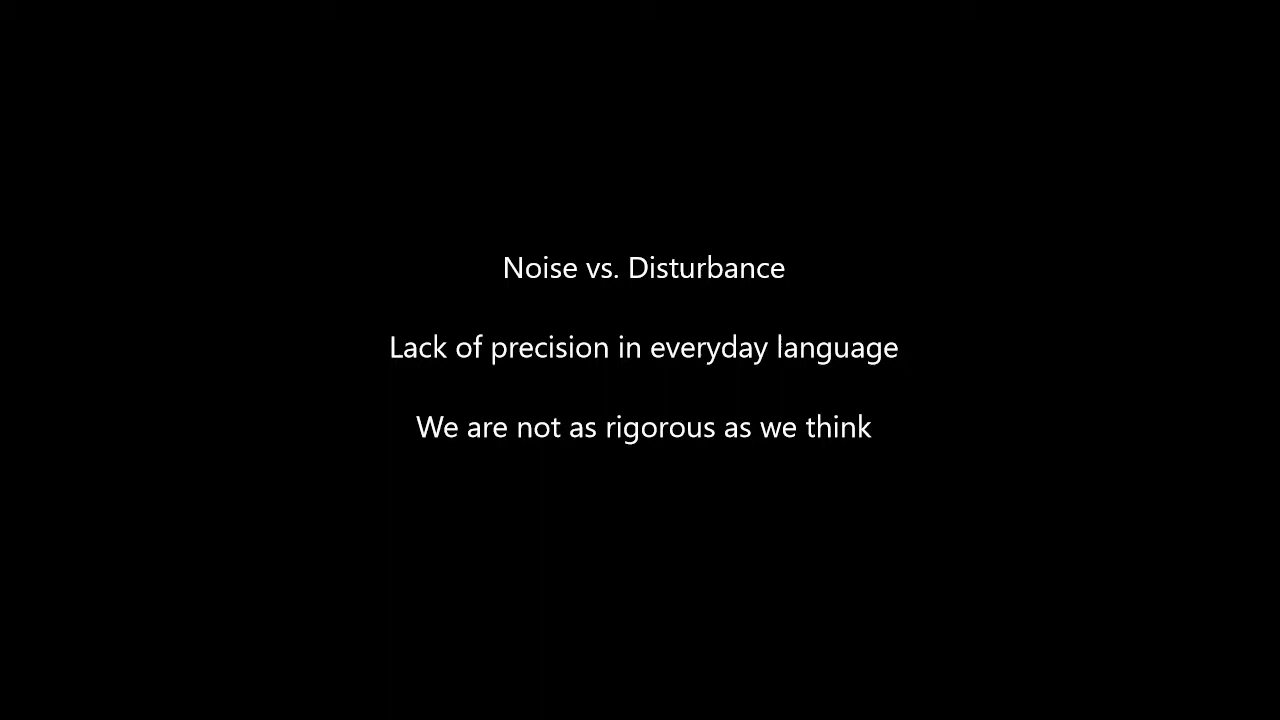 Noise vs. Disturbance
Lack of precision in everyday language
We are not as rigorous as we think